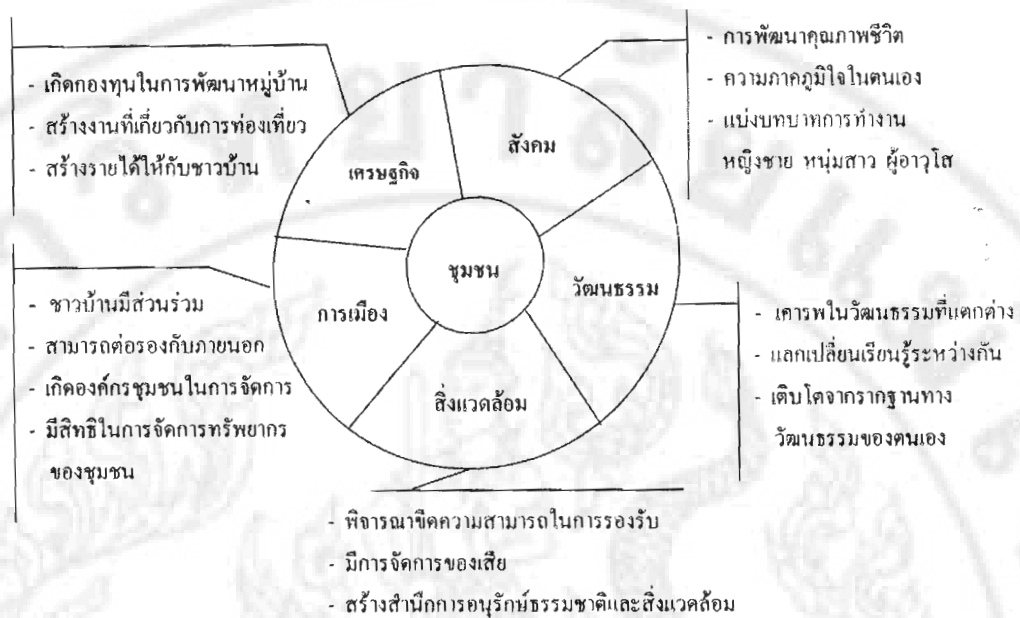 - เกิดกองทุนในการพัฒนาหมู่บ้าน
- สร้างงานที่เกี่ยวกับการท่องเที่ยว
- สร้างรายได้ให้กับชาวบ้าน
- การพัฒนาคุณภาพชีวิต
- ความภาคภูมิใจในตนเอง
- แบ่งบทบาทการทำงาน
หญิงชาย หนุ่มสาว ผู้อาวุโส
สังคม
เศรษฐกิจ
ชุมชน
วัฒนธรรม
การเมือง
สิ่งแวดล้อม
- ชาวบ้านมีส่วนร่วม
- สามารถต่อรองกับภายนอก
- เกิดองค์กรชุมชนในการจัดการ
- มีสิทธิในการจัดการทรัพยากร
ของชุมชน
- เคารพในวัฒนธรรมที่แตกต่าง
- แลกเปลี่ยนเรียนรู้ระหว่างกัน
- เติบโตจากรากฐานทาง
วัฒนธรรมของตนเอง
- พิจารณาขีดความสามารถในการรองรับ
- มีการจัดการของเสีย
- สร้างสำนึกการอนุรักษ์ธรรมชาติและสิ่งแวดล้อม